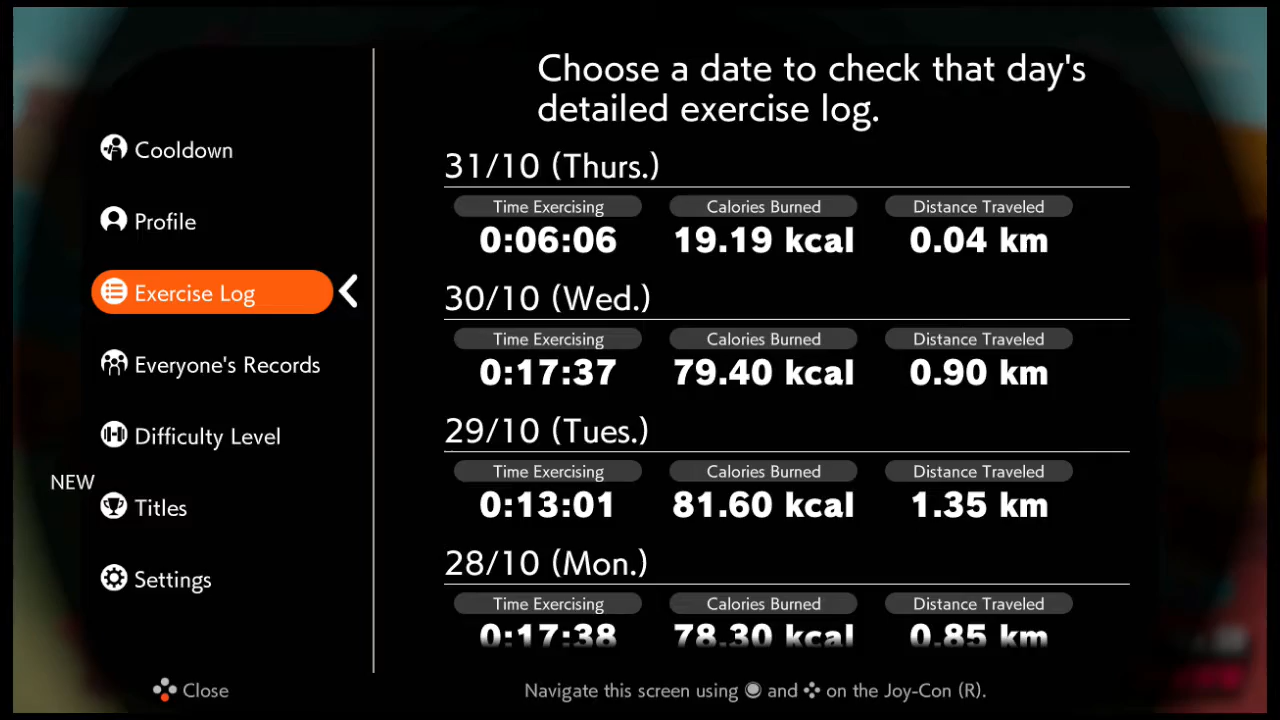 Choose a date to check that day's
detailed exercise log.
Cooldown
Profile
Exercise Log
Everyone's Records
Difficulty Level
NEW
Titles
Settings
31/10 (Thurs.)
Time Exercising Calories Burned Distance Traveled
0:06:06 19.19 kcal 0.04 km
30/10 (Wed.)
Time Exercising Calories Burned Distance Traveled
0:17:37 79.40 kcal 0.90 km
29/10 (Tues.)
Time Exercising Calories Burned Distance Traveled
0:13:01 81.60 kcal 1.35 km
28/10 (Mon.)
Time Exercising Calories Burned Distance Traveled
0:17:38 78.30 kcal 0.85 km
Close
Navigate this screen using and on the Joy-Con (R).